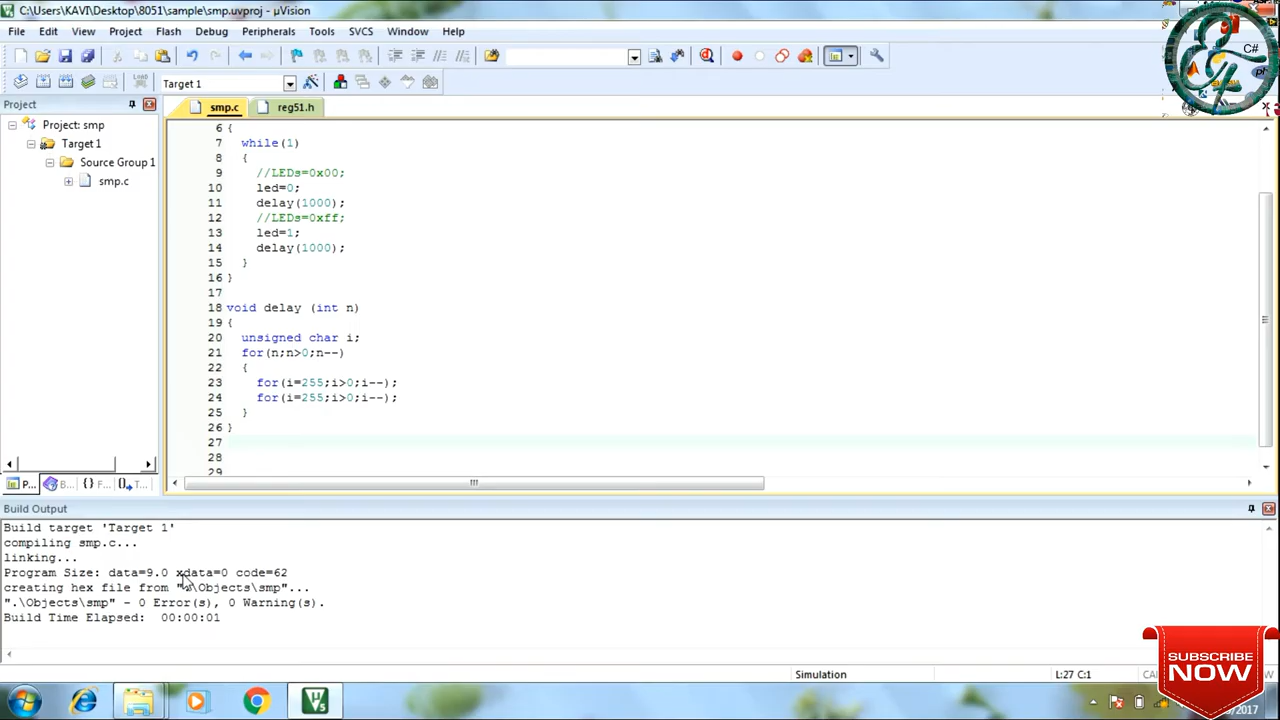 C:\Users\KAVI\Desktop\8051\sample\smp.uvproj - µVision
File Edit View Project Flash Debug Peripherals Tools SVCS Window Help
C#
LOAD Target 1
Project
smp.c reg51.h
Project: smp
Target 1
Source Group 1
smp.c
6 {
7 while(1)
8 {
9 //LEDs=0x00;
10 led=0;
11 delay(1000);
12 //LEDs=0xff;
13 led=1;
14 delay(1000);
15 }
16 }
17
18 void delay (int n)
19 {
20 unsigned char i;
21 for(n;n>0;n--)
22 {
23 for(i=255;i>0;i--);
24 for(i=255;i>0;i--);
25 }
26 }
27
28
29
P... B... {} F... 0. T...
Build Output
Build target 'Target 1'
compiling smp.c...
linking...
Program Size: data=9.0 xdata=0 code=62
creating hex file from ".\Objects\smp"...
".\Objects\smp" - 0 Error(s), 0 Warning(s).
Build Time Elapsed: 00:00:01
Simulation L:27 C:1
SUBSCRIBE
NOW
/2017